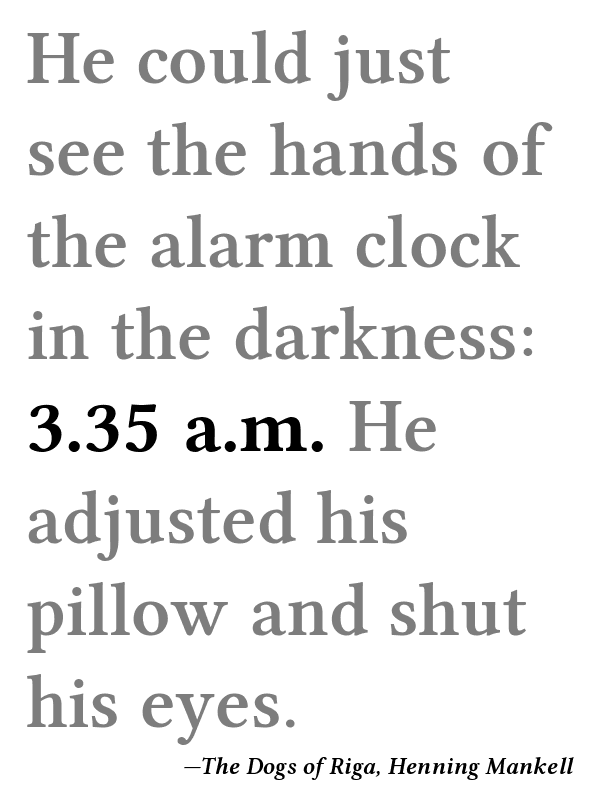 He could just
see the hands of
the alarm clock
in the darkness:
3.35 a.m. He
adjusted his
pillow and shut
his eyes.
—The Dogs of Riga, Henning Mankell